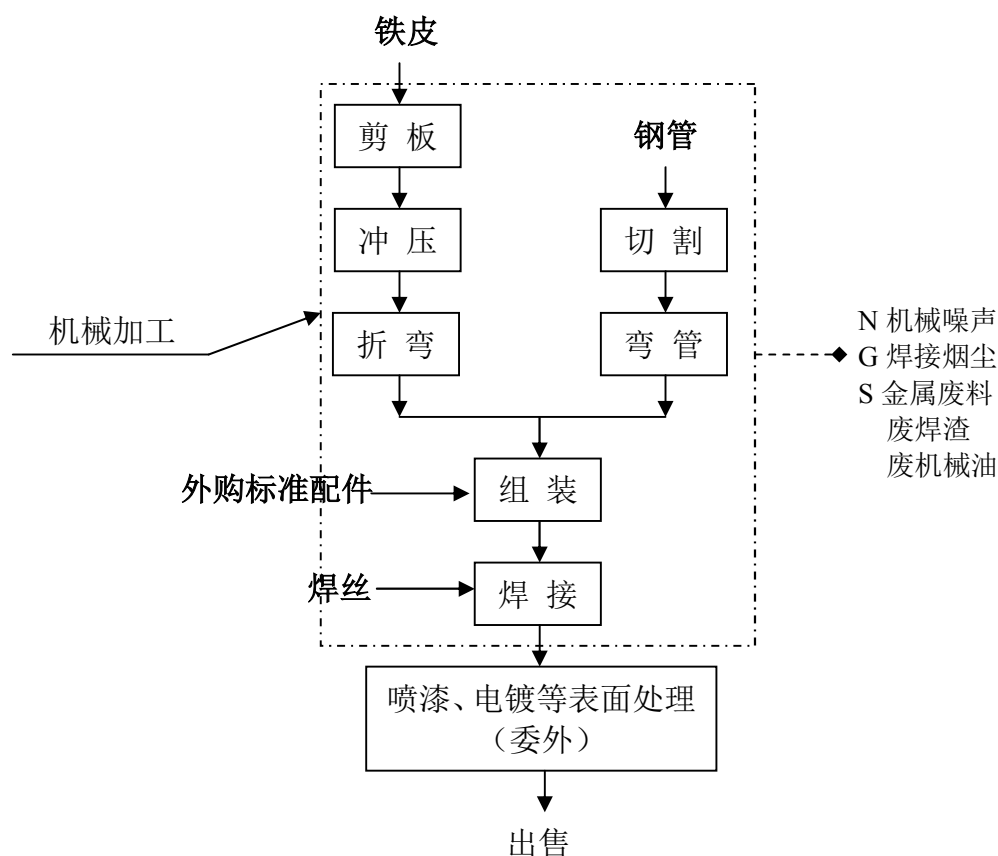 铁皮
剪 板
钢管
冲 压
切 割
机械加工
折 弯
弯 管
N 机械噪声
G 焊接烟尘
S 金属废料
废焊渣
废机械油
外购标准配件
组 装
焊丝
焊 接
喷漆、电镀等表面处理
（委外）
出售